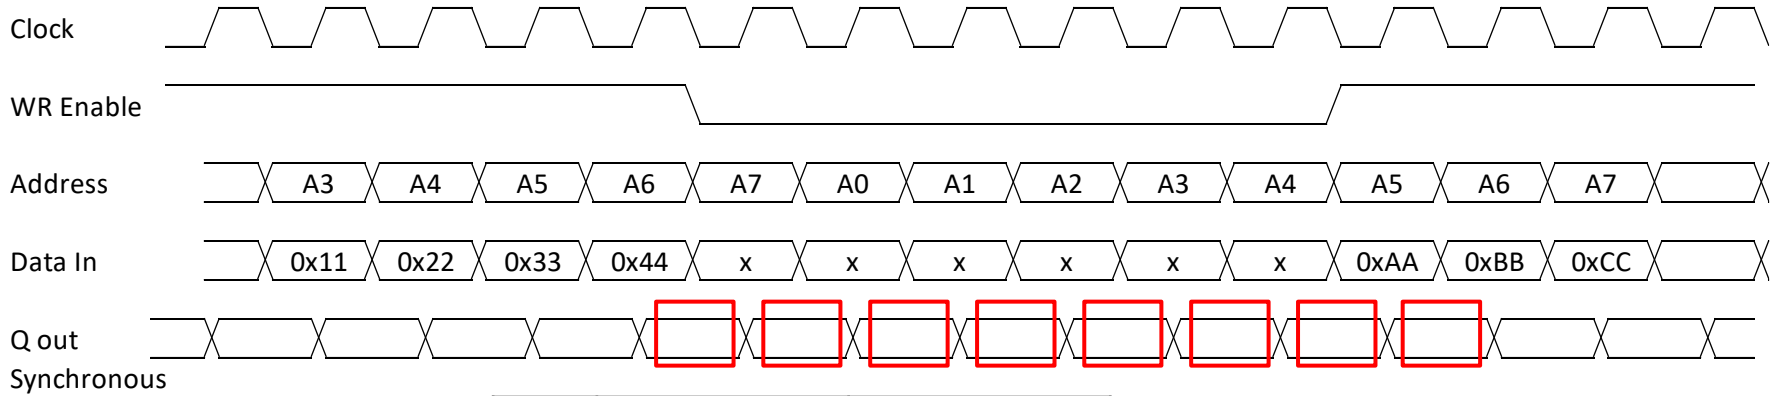 Clock
WR Enable
Address A3 A4 A5 A6 A7 A0 A1 A2 A3 A4 A5 A6 A7
Data In 0x11 0x22 0x33 0x44 x x x x x x 0xAA 0xBB 0xCC
Q out
Synchronous